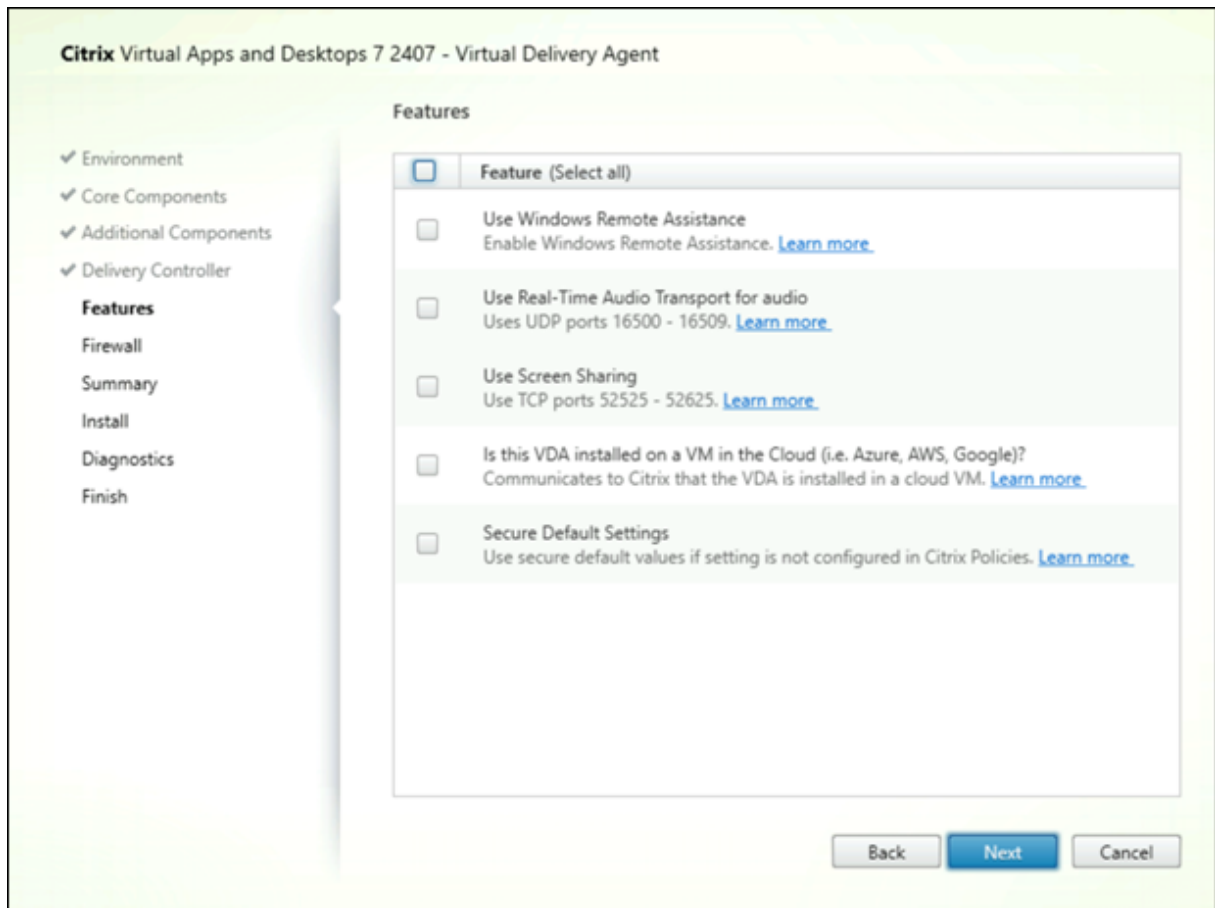 Citrix Virtual Apps and Desktops 7 2407 - Virtual Delivery Agent
Environment
Core Components
Additional Components
Delivery Controller
Features
Firewall
Summary
Install
Diagnostics
Finish
Features
Feature (Select all)
Use Windows Remote Assistance
Enable Windows Remote Assistance. Learn more
Use Real-Time Audio Transport for audio
Uses UDP ports 16500 - 16509. Learn more
Use Screen Sharing
Use TCP ports 52525 - 52625. Learn more
Is this VDA installed on a VM in the Cloud (i.e. Azure, AWS, Google)?
Communicates to Citrix that the VDA is installed in a cloud VM. Learn more
Secure Default Settings
Use secure default values if setting is not configured in Citrix Policies. Learn more
Back
Next
Cancel